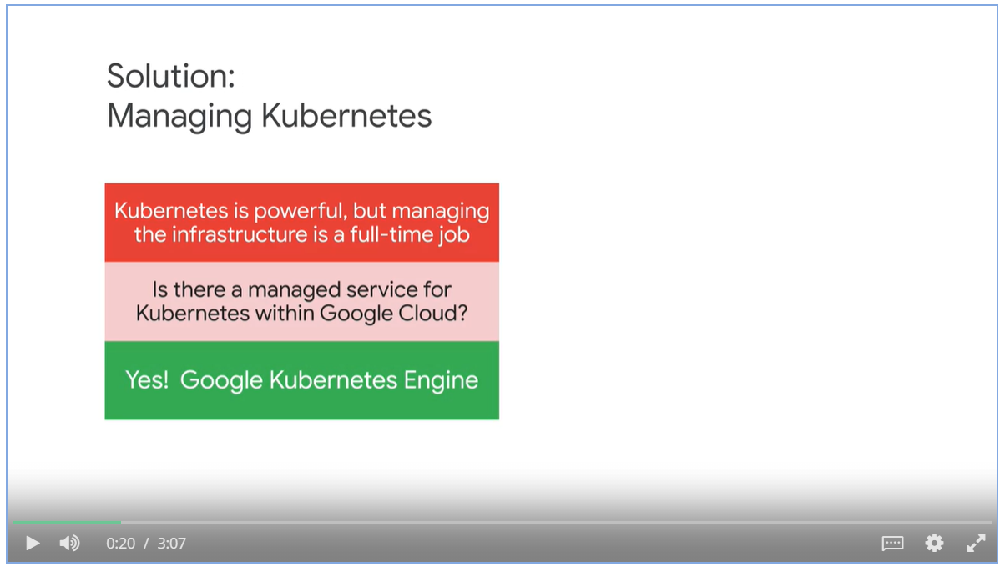 Solution:
Managing Kubernetes
Kubernetes is powerful, but managing
the infrastructure is a full-time job
Is there a managed service for
Kubernetes within Google Cloud?
Yes!  Google Kubernetes Engine
0:20 / 3:07